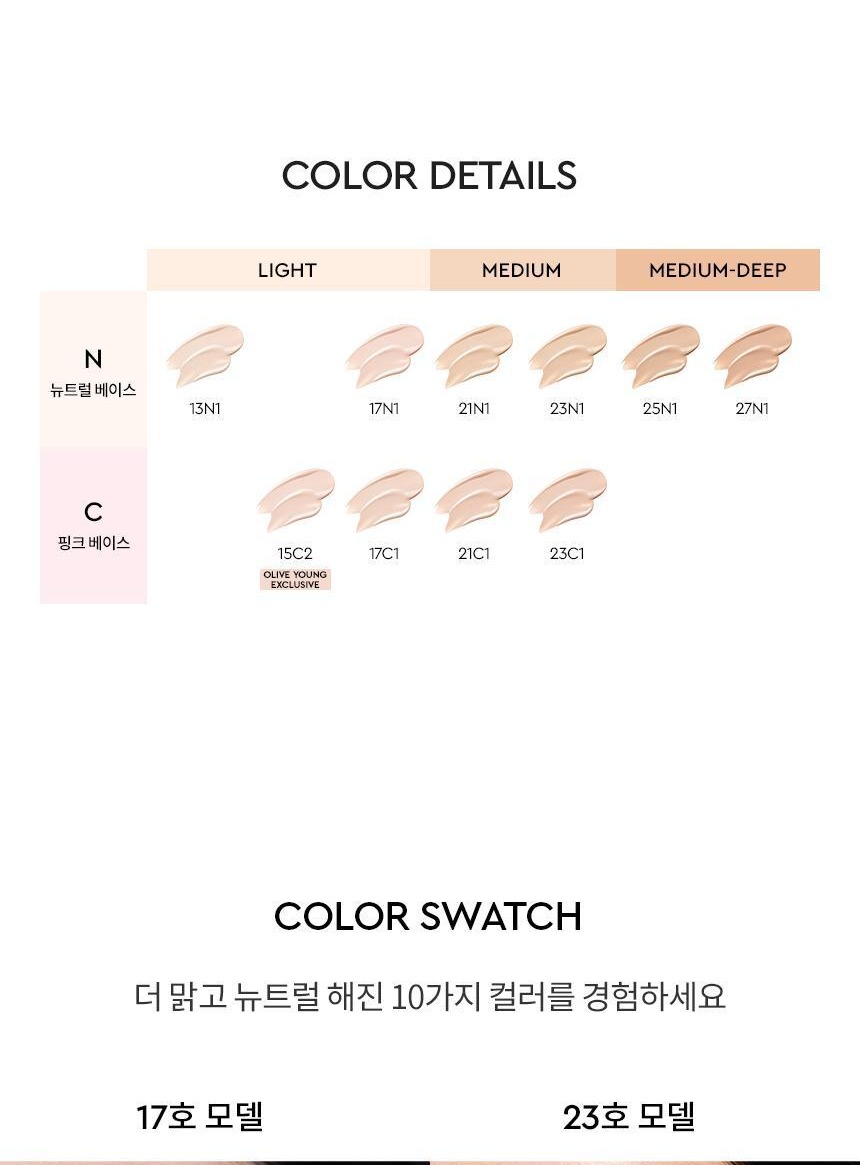 COLOR DETAILS
LIGHT MEDIUM MEDIUM-DEEP
N
뉴트럴 베이스
13N1 17N1 21N1 23N1 25N1 27N1
C
핑크 베이스
15C2 17C1 21C1 23C1
OLIVE YOUNG
EXCLUSIVE
COLOR SWATCH
더 맑고 뉴트럴 해진 10가지 컬러를 경험하세요
17호 모델 23호 모델